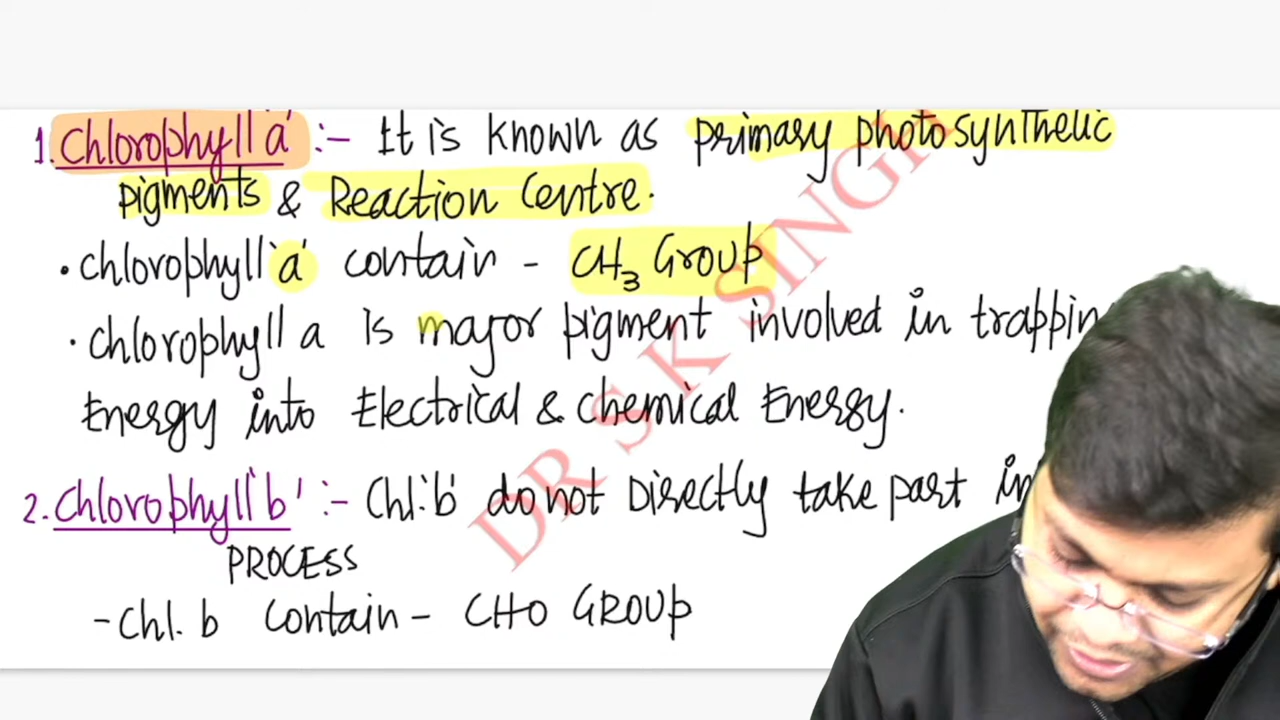 1. Chlorophyll 'a' :- It is known as primary photosynthetic
pigments & Reaction Centre.
• chlorophyll 'a' contain - CH₃ Group
• chlorophyll a is major pigment involved in trappin
Energy into Electrical & chemical Energy.
2. Chlorophyll 'b' :- Chl. 'b' do not Directly take part in
PROCESS
- Chl. b contain - CHO GROUP
DR S K SINGH